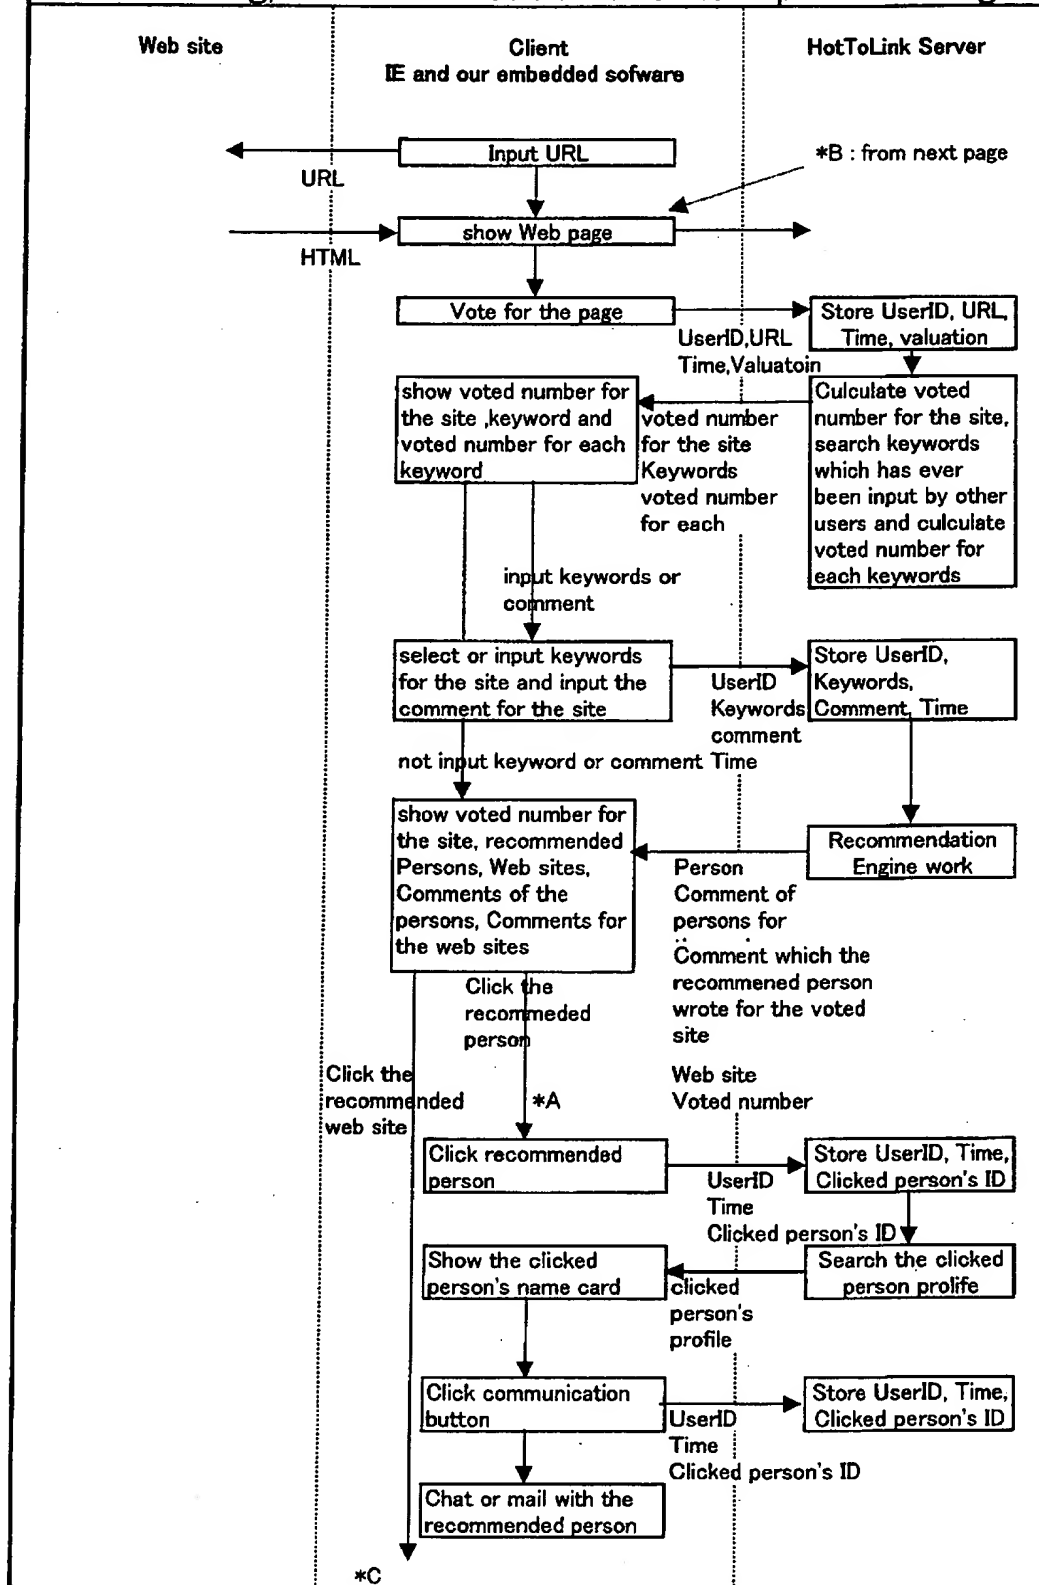 Web site
Client
IE and our embedded sofware
HotToLink Server
Input URL
*B : from next page
URL
show Web page
HTML
Vote for the page
Store UserID, URL,
Time, valuation
UserID,URL
Time,Valuatoin
show voted number for
the site ,keyword and
voted number for each
keyword
voted number
for the site
Keywords
voted number
for each
Culculate voted
number for the site,
search keywords
which has ever
been input by other
users and culculate
voted number for
each keywords
input keywords or
comment
select or input keywords
for the site and input the
comment for the site
UserID
Keywords
comment
Time
Store UserID,
Keywords,
Comment, Time
not input keyword or comment
show voted number for
the site, recommended
Persons, Web sites,
Comments of the
persons, Comments for
the web sites
Recommendation
Engine work
Person
Comment of
persons for
Comment which the
recommened person
wrote for the voted
site
Web site
Voted number
Click the
recommeded
person
Click the
recommended
web site
*A
Click recommended
person
UserID
Time
Clicked person's ID
Store UserID, Time,
Clicked person's ID
Show the clicked
person's name card
clicked
person's
profile
Search the clicked
person prolife
Click communication
button
UserID
Time
Clicked person's ID
Store UserID, Time,
Clicked person's ID
Chat or mail with the
recommended person
*C